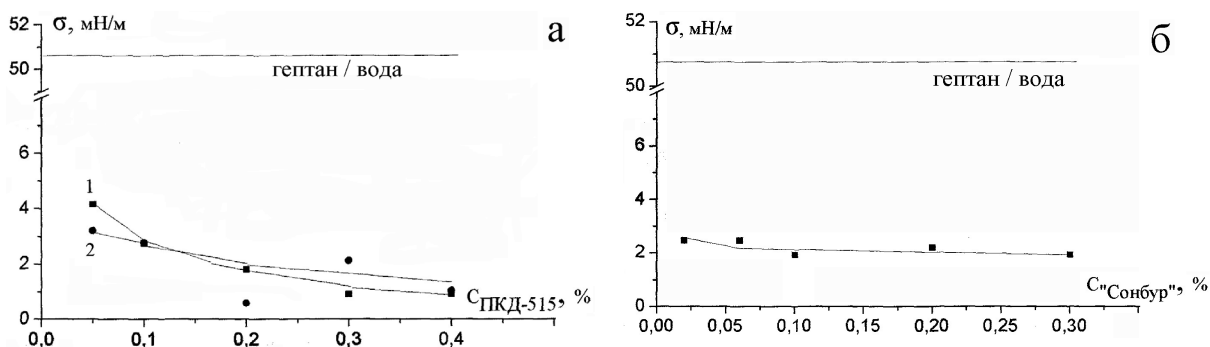 σ, мН/м
а
52
50
гептан / вода
6
4
2
0
1
2
С ПКД-515, %
0,0 0,1 0,2 0,3 0,4
σ, мН/м
б
52
50
гептан / вода
6
4
2
0
С "Сонбур", %
0,00 0,05 0,10 0,15 0,20 0,25 0,30